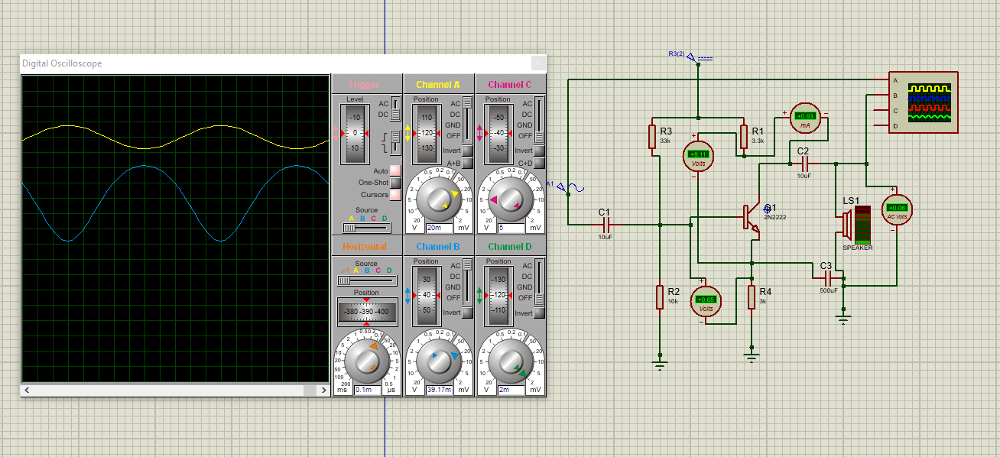 Digital Oscilloscope
Trigger
Level
-10
0
10
AC
DC
Auto
One-Shot
Cursors
Source
A B C D
Channel A
Position
110
-120
-130
AC
DC
GND
OFF
Invert
A+B
20m
V
mV
Channel C
Position
-50
-40
-30
AC
DC
GND
OFF
Invert
C+D
5
V
mV
Horizontal
Source
A B C D
Position
-380 -390 -400
0.1m
ms
µs
Channel B
Position
30
40
50
AC
DC
GND
OFF
Invert
39.17m
V
mV
Channel D
Position
-130
-120
-110
AC
DC
GND
OFF
Invert
2m
V
mV
R3(2)
A
B
C
D
+0.93
mA
R3
33k
+9.11
Volts
R1
3.3k
C2
10uF
A1
C1
10uF
Q1
2N2222
LS1
SPEAKER
+0.06
AC Volts
C3
500uF
R2
10k
+0.65
Volts
R4
3k